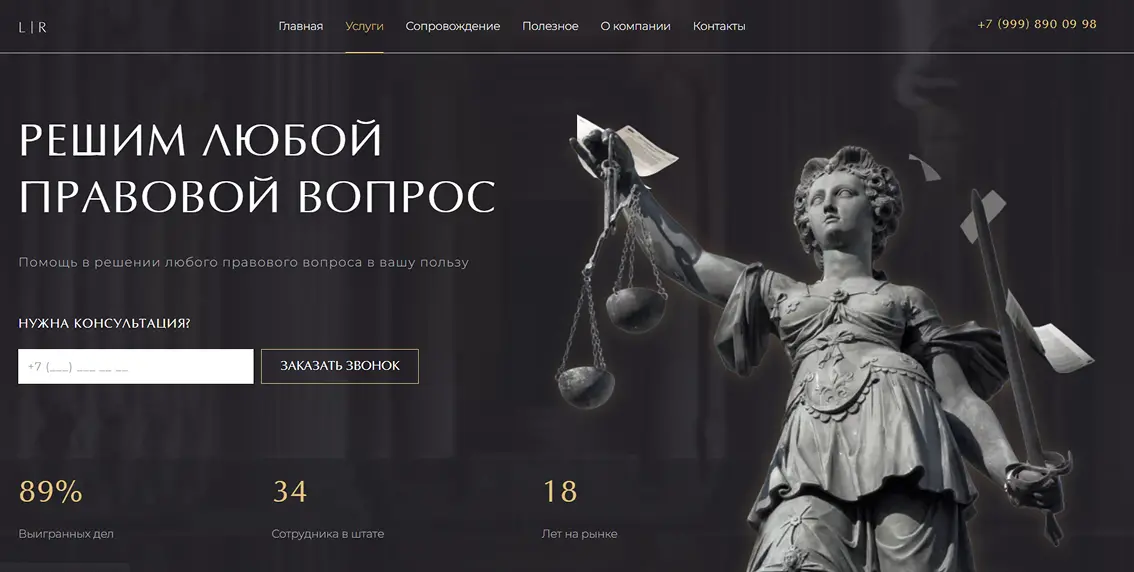 L | R
Главная Услуги Сопровождение Полезное О компании Контакты
+7 (999) 890 09 98
РЕШИМ ЛЮБОЙ
ПРАВОВОЙ ВОПРОС
Помощь в решении любого правового вопроса в вашу пользу
НУЖНА КОНСУЛЬТАЦИЯ?
+7 (___) ___ __ __
ЗАКАЗАТЬ ЗВОНОК
89% 34 18
Выигранных дел Сотрудника в штате Лет на рынке